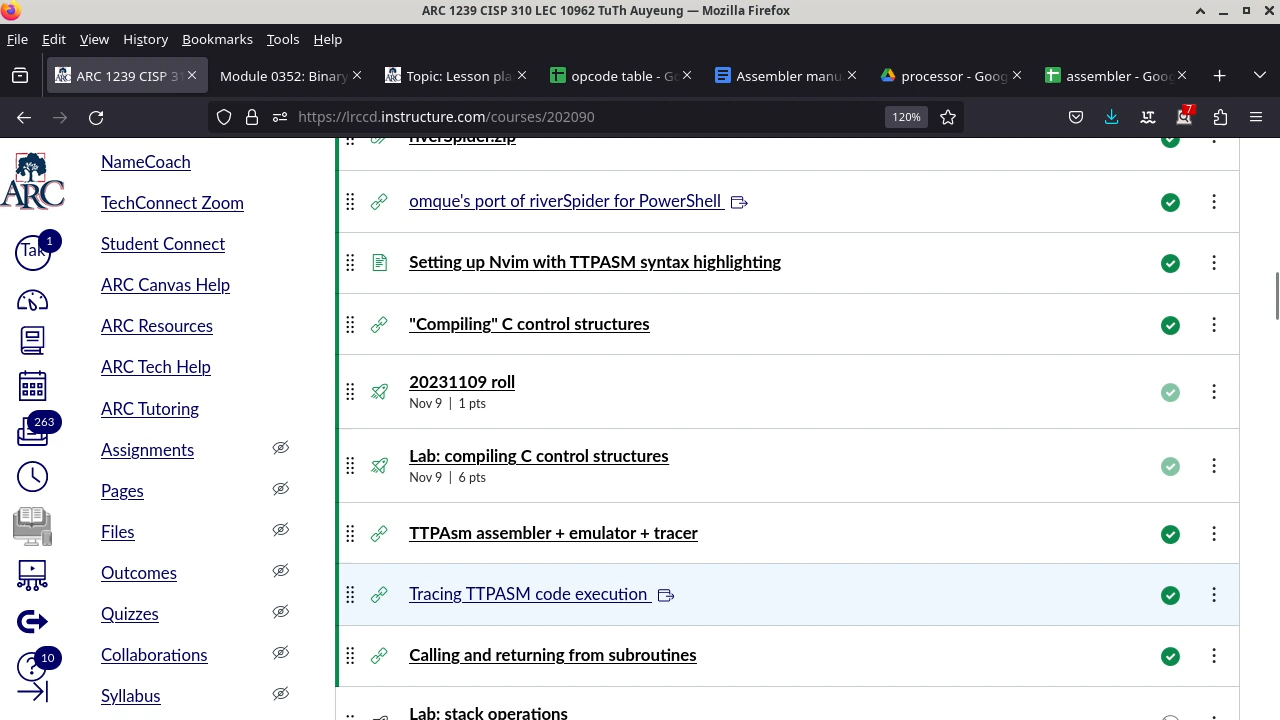 ARC 1239 CISP 310 LEC 10962 TuTh Auyeung — Mozilla Firefox
File Edit View History Bookmarks Tools Help
ARC 1239 CISP 31
Module 0352: Binary
Topic: Lesson pla
opcode table - Go
Assembler manu
processor - Goog
assembler - Goog
https://lrccd.instructure.com/courses/202090
120%
7
ARC
NameCoach
TechConnect Zoom
Student Connect
ARC Canvas Help
ARC Resources
ARC Tech Help
ARC Tutoring
Assignments
Pages
Files
Outcomes
Quizzes
Collaborations
Syllabus
Tak
1
263
10
riverSpider.zip
omque's port of riverSpider for PowerShell
Setting up Nvim with TTPASM syntax highlighting
"Compiling" C control structures
20231109 roll
Nov 9 | 1 pts
Lab: compiling C control structures
Nov 9 | 6 pts
TTPAsm assembler + emulator + tracer
Tracing TTPASM code execution
Calling and returning from subroutines
Lab: stack operations